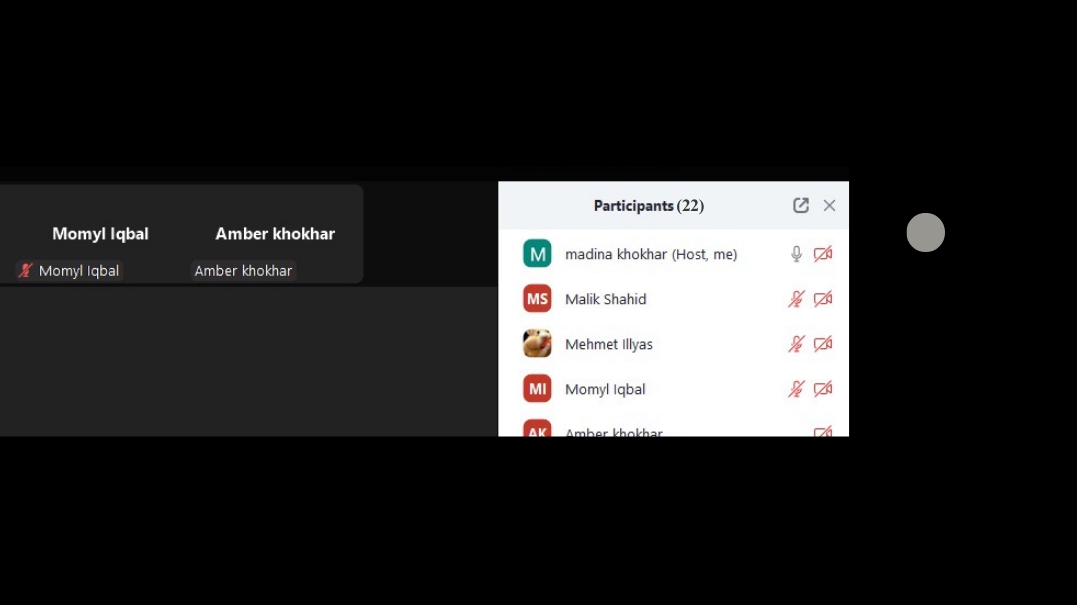 Momyl Iqbal
Amber khokhar
Momyl Iqbal
Amber khokhar
Participants (22)
M madina khokhar (Host, me)
MS Malik Shahid
Mehmet Illyas
MI Momyl Iqbal
AK Amber khokhar